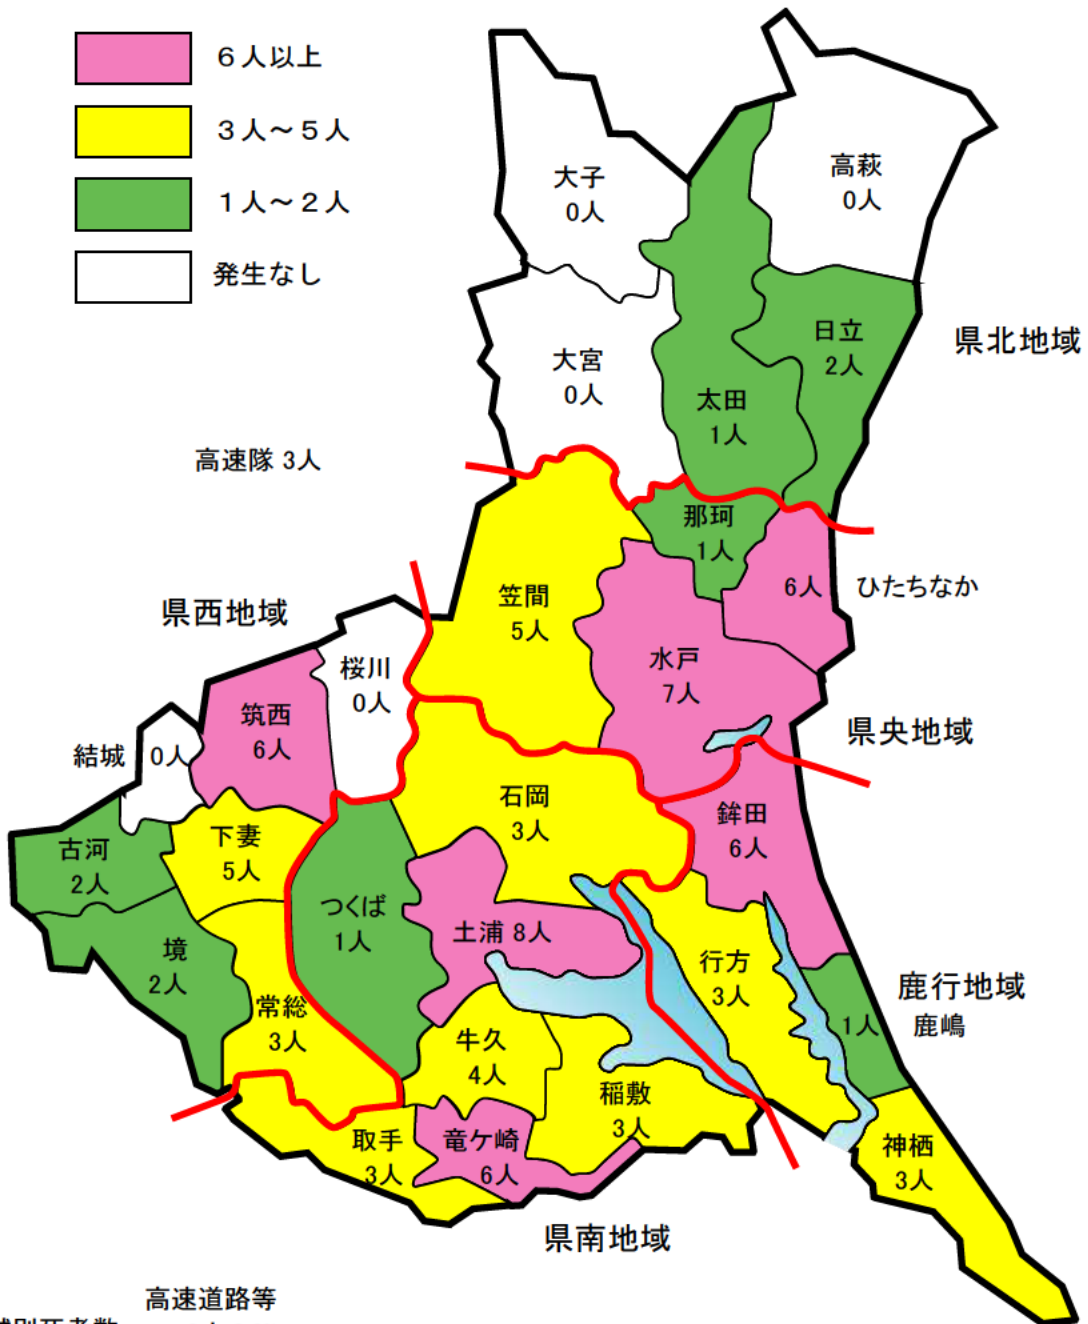 ６人以上
３人～５人
１人～２人
発生なし
大子
0人
高萩
0人
大宮
0人
日立
2人
県北地域
太田
1人
高速隊 3人
那珂
1人
笠間
5人
6人
ひたちなか
県西地域
桜川
0人
水戸
7人
筑西
6人
県央地域
結城
0人
石岡
3人
鉾田
6人
下妻
5人
古河
2人
つくば
1人
土浦 8人
境
2人
行方
3人
鹿行地域
1人
鹿嶋
常総
3人
牛久
4人
稲敷
3人
取手
3人
竜ケ崎
6人
神栖
3人
県南地域
高速道路等